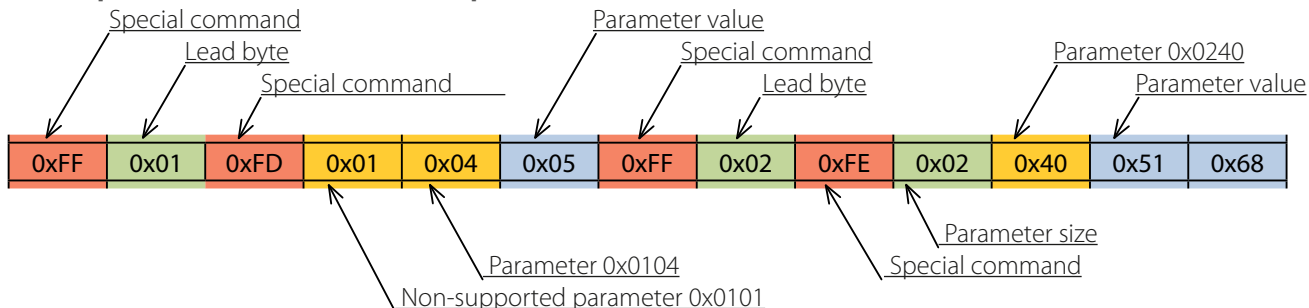 Special command
Parameter value
Lead byte
Special command
Parameter 0x0240
Special command
Lead byte
Parameter value
0xFF 0x01 0xFD 0x01 0x04 0x05 0xFF 0x02 0xFE 0x02 0x40 0x51 0x68
Parameter size
Parameter 0x0104
Special command
Non-supported parameter 0x0101